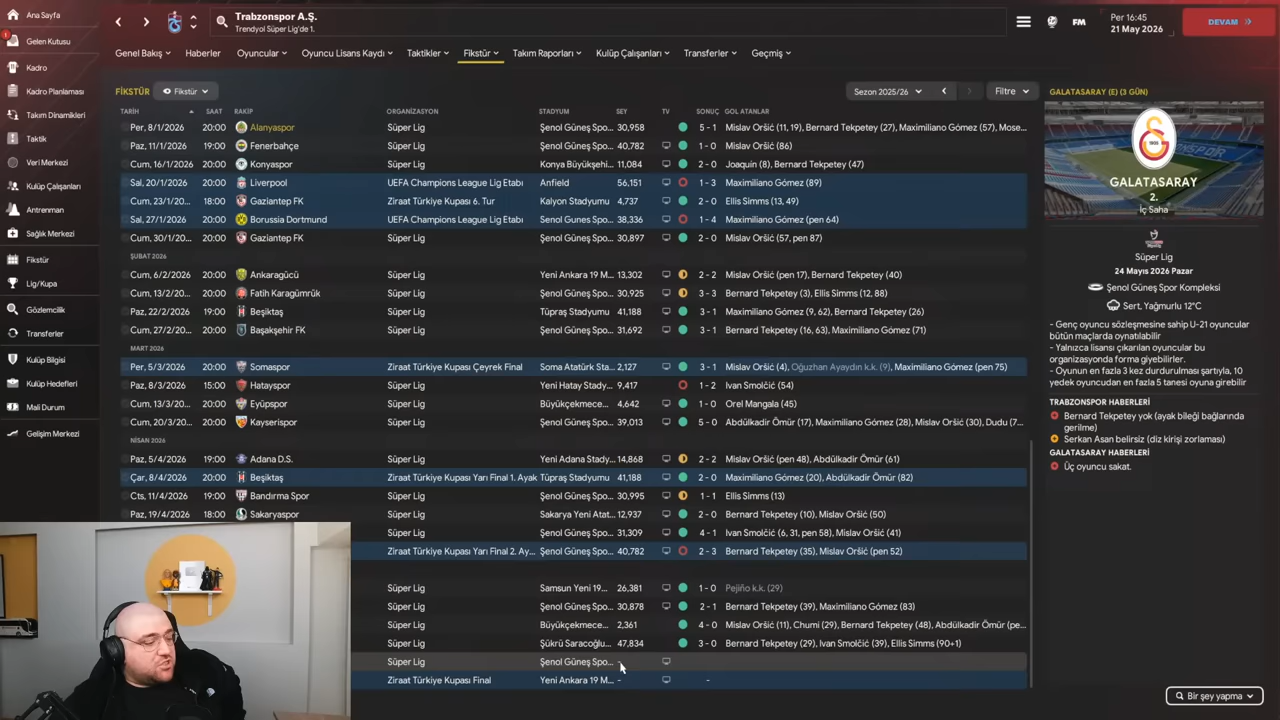 Ana Sayfa
1 Gelen Kutusu
Kadro
Kadro Planlaması
Takım Dinamikleri
Taktik
Veri Merkezi
Kulüp Çalışanları
Antrenman
Sağlık Merkezi
Fikstür
Lig/Kupa
Gözlemcilik
Transferler
Kulüp Bilgisi
Kulüp Hedefleri
Mali Durum
Gelişim Merkezi
Trabzonspor A.Ş.
Trendyol Süper Lig'de 1.
FM
Per 16:45
21 May 2026
DEVAM
Genel Bakış Haberler Oyuncular Oyuncu Lisans Kaydı Taktikler Fikstür Takım Raporları Kulüp Çalışanları Transferler Geçmiş
FİKSTÜR Fikstür Sezon 2025/26 Filtre
TARİH SAAT RAKİP ORGANİZASYON STADYUM SEY TV SONUÇ GOL ATANLAR
Per, 8/1/2026 20:00 Alanyaspor Süper Lig Şenol Güneş Spo... 30,958 5 - 1 Mislav Oršić (11, 19), Bernard Tekpetey (27), Maximiliano Gómez (57), Mose...
Paz, 11/1/2026 19:00 Fenerbahçe Süper Lig Şenol Güneş Spo... 40,782 1 - 0 Mislav Oršić (86)
Cum, 16/1/2026 20:00 Konyaspor Süper Lig Konya Büyükşehi... 11,084 2 - 0 Joaquín (8), Bernard Tekpetey (47)
Sal, 20/1/2026 20:00 Liverpool UEFA Champions League Lig Etabı Anfield 56,151 1 - 3 Maximiliano Gómez (89)
Cum, 23/1/20... 18:00 Gaziantep FK Ziraat Türkiye Kupası 6. Tur Kalyon Stadyumu 4,737 2 - 0 Ellis Simms (13, 49)
Sal, 27/1/2026 20:00 Borussia Dortmund UEFA Champions League Lig Etabı Senol Gunes Spo... 38,336 1 - 4 Maximiliano Gómez (pen 64)
Cum, 30/1/20... 20:00 Gaziantep FK Süper Lig Şenol Güneş Spo... 30,897 2 - 0 Mislav Oršić (57, pen 87)
ŞUBAT 2026
Cum, 6/2/2026 20:00 Ankaragücü Süper Lig Yeni Ankara 19 M... 13,302 2 - 2 Mislav Oršić (pen 17), Bernard Tekpetey (40)
Cum, 13/2/20... 20:00 Fatih Karagümrük Süper Lig Şenol Güneş Spo... 30,925 3 - 3 Bernard Tekpetey (3), Ellis Simms (12, 88)
Paz, 22/2/2026 19:00 Beşiktaş Süper Lig Tüpraş Stadyumu 41,188 3 - 1 Maximiliano Gómez (9, 62), Bernard Tekpetey (26)
Cum, 27/2/20... 20:00 Başakşehir FK Süper Lig Şenol Güneş Spo... 31,692 3 - 1 Bernard Tekpetey (16, 63), Maximiliano Gómez (71)
MART 2026
Per, 5/3/2026 20:00 Somaspor Ziraat Türkiye Kupası Çeyrek Final Soma Atatürk Sta... 2,127 3 - 1 Mislav Oršić (4), Oğuzhan Ayaydın k.k. (9), Maximiliano Gómez (pen 75)
Paz, 8/3/2026 15:00 Hatayspor Süper Lig Yeni Hatay Stady... 9,417 1 - 2 Ivan Smolčić (54)
Cum, 13/3/20... 20:00 Eyüpspor Süper Lig Büyükçekmece... 4,642 1 - 0 Orel Mangala (45)
Cum, 20/3/20... 20:00 Kayserispor Süper Lig Şenol Güneş Spo... 39,013 5 - 0 Abdülkadir Ömür (17), Maximiliano Gómez (28), Mislav Oršić (30), Dudu (7...
NİSAN 2026
Paz, 5/4/2026 19:00 Adana D.S. Süper Lig Yeni Adana Stady... 14,868 2 - 2 Mislav Oršić (pen 48), Abdülkadir Ömür (61)
Çar, 8/4/2026 20:00 Beşiktaş Ziraat Türkiye Kupası Yarı Final 1. Ayak Tüpraş Stadyumu 41,188 2 - 0 Maximiliano Gómez (20), Abdülkadir Ömür (82)
Cts, 11/4/2026 19:00 Bandırma Spor Süper Lig Şenol Güneş Spo... 30,995 1 - 1 Ellis Simms (13)
Paz, 19/4/2026 18:00 Sakaryaspor Süper Lig Sakarya Yeni Atat... 12,937 2 - 0 Bernard Tekpetey (10), Mislav Oršić (50)
Süper Lig Şenol Güneş Spo... 31,309 4 - 1 Ivan Smolčić (6, 31, pen 58), Mislav Oršić (41)
Ziraat Türkiye Kupası Yarı Final 2. Ay... Şenol Güneş Spo... 40,782 2 - 3 Bernard Tekpetey (35), Mislav Oršić (pen 52)
Süper Lig Samsun Yeni 19... 26,381 1 - 0 Pejiño k.k. (29)
Süper Lig Şenol Güneş Spo... 30,878 2 - 1 Bernard Tekpetey (39), Maximiliano Gómez (83)
Süper Lig Büyükçekmece... 2,361 4 - 0 Mislav Oršić (11), Chumi (29), Bernard Tekpetey (48), Abdülkadir Ömür (pe...
Süper Lig Şükrü Saracoğlu... 47,834 3 - 0 Bernard Tekpetey (29), Ivan Smolčić (39), Ellis Simms (90+1)
Süper Lig Şenol Güneş Spo... -
Ziraat Türkiye Kupası Final Yeni Ankara 19 M... - -
GALATASARAY (E) (3 GÜN)
GALATASARAY
2.
İç Saha
Süper Lig
24 Mayıs 2026 Pazar
Şenol Güneş Spor Kompleksi
Sert, Yağmurlu 12°C
- Genç oyuncu sözleşmesine sahip U-21 oyuncular
bütün maçlarda oynatılabilir
- Yalnızca lisansı çıkarılan oyuncular bu
organizasyonda forma giyebilirler.
- Oyunun en fazla 3 kez durdurulması şartıyla, 10
yedek oyuncudan en fazla 5 tanesi oyuna girebilir
TRABZONSPOR HABERLERİ
Bernard Tekpetey yok (ayak bileği bağlarında
gerilme)
Serkan Asan belirsiz (diz kirişi zorlaması)
GALATASARAY HABERLERİ
Üç oyuncu sakat.
Bir şey yapma